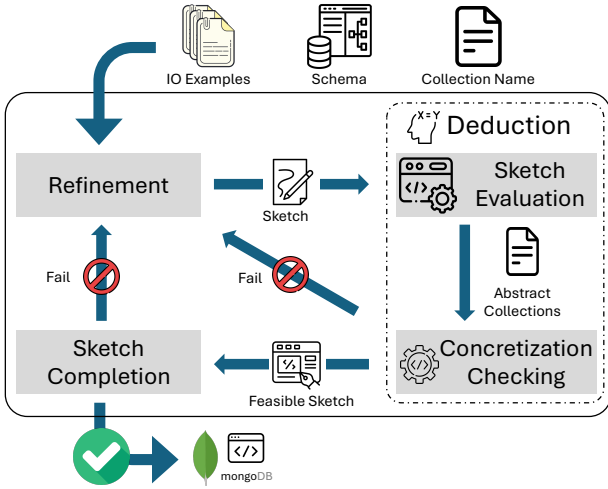 IO Examples
Schema
Collection Name
X=Y
Deduction
Refinement
Sketch
Sketch
Evaluation
Fail
Fail
Abstract
Collections
Sketch
Completion
Feasible Sketch
Concretization
Checking
mongoDB